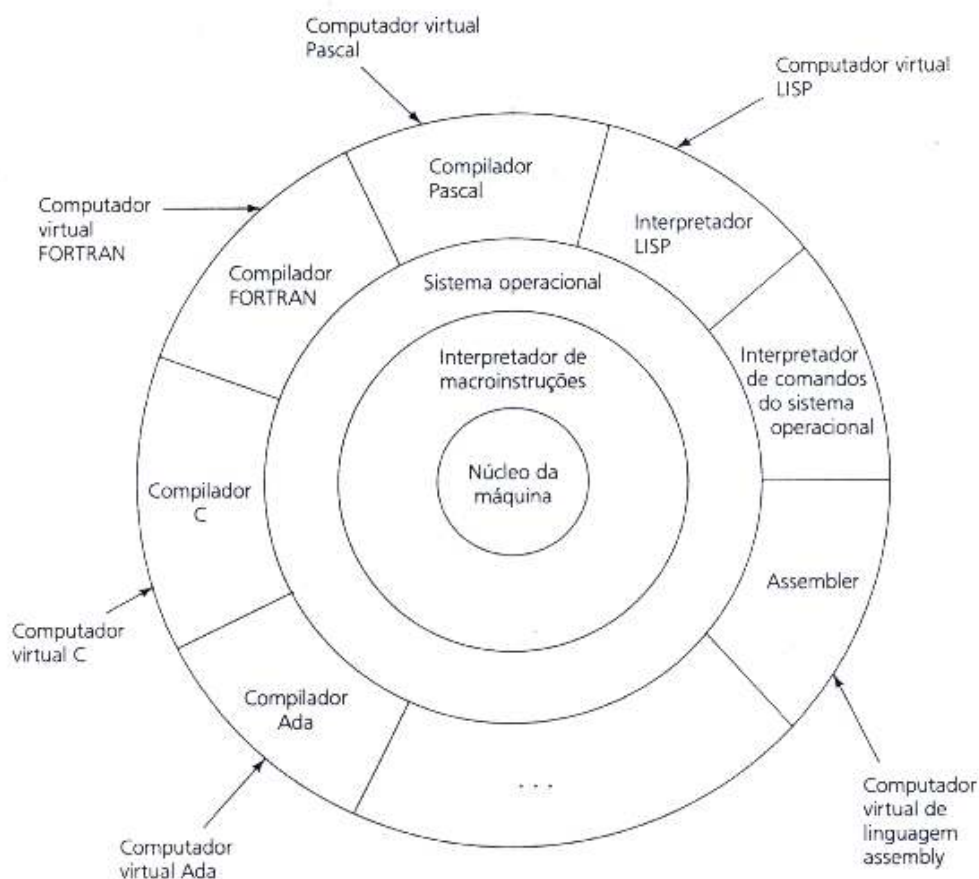 Computador virtual
Pascal
Computador virtual
LISP
Compilador
Pascal
Computador
virtual
FORTRAN
Interpretador
LISP
Compilador
FORTRAN
Sistema operacional
Interpretador de
macroinstruções
Interpretador
de comandos
do sistema
operacional
Núcleo da
máquina
Compilador
C
Assembler
Computador
virtual C
Compilador
Ada
. . .
Computador
virtual de
linguagem
assembly
Computador
virtual Ada